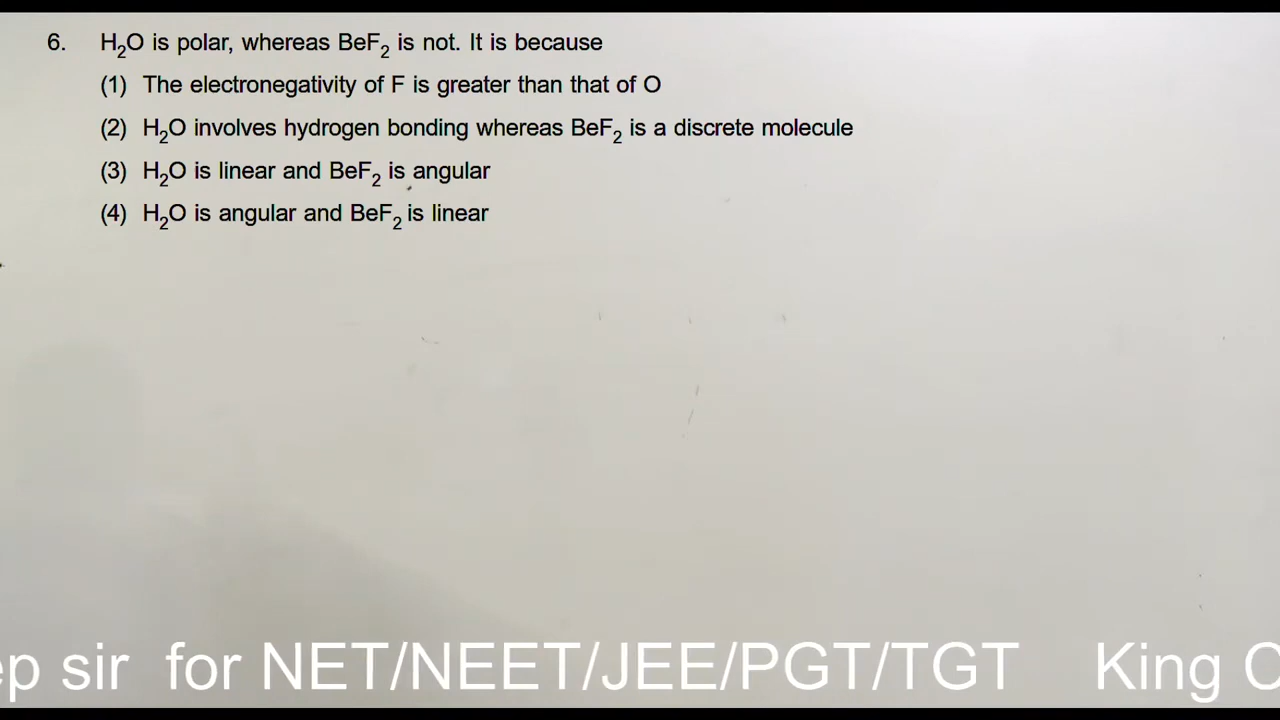 6. H₂O is polar, whereas BeF₂ is not. It is because
(1) The electronegativity of F is greater than that of O
(2) H₂O involves hydrogen bonding whereas BeF₂ is a discrete molecule
(3) H₂O is linear and BeF₂ is angular
(4) H₂O is angular and BeF₂ is linear
ep sir for NET/NEET/JEE/PGT/TGT King C